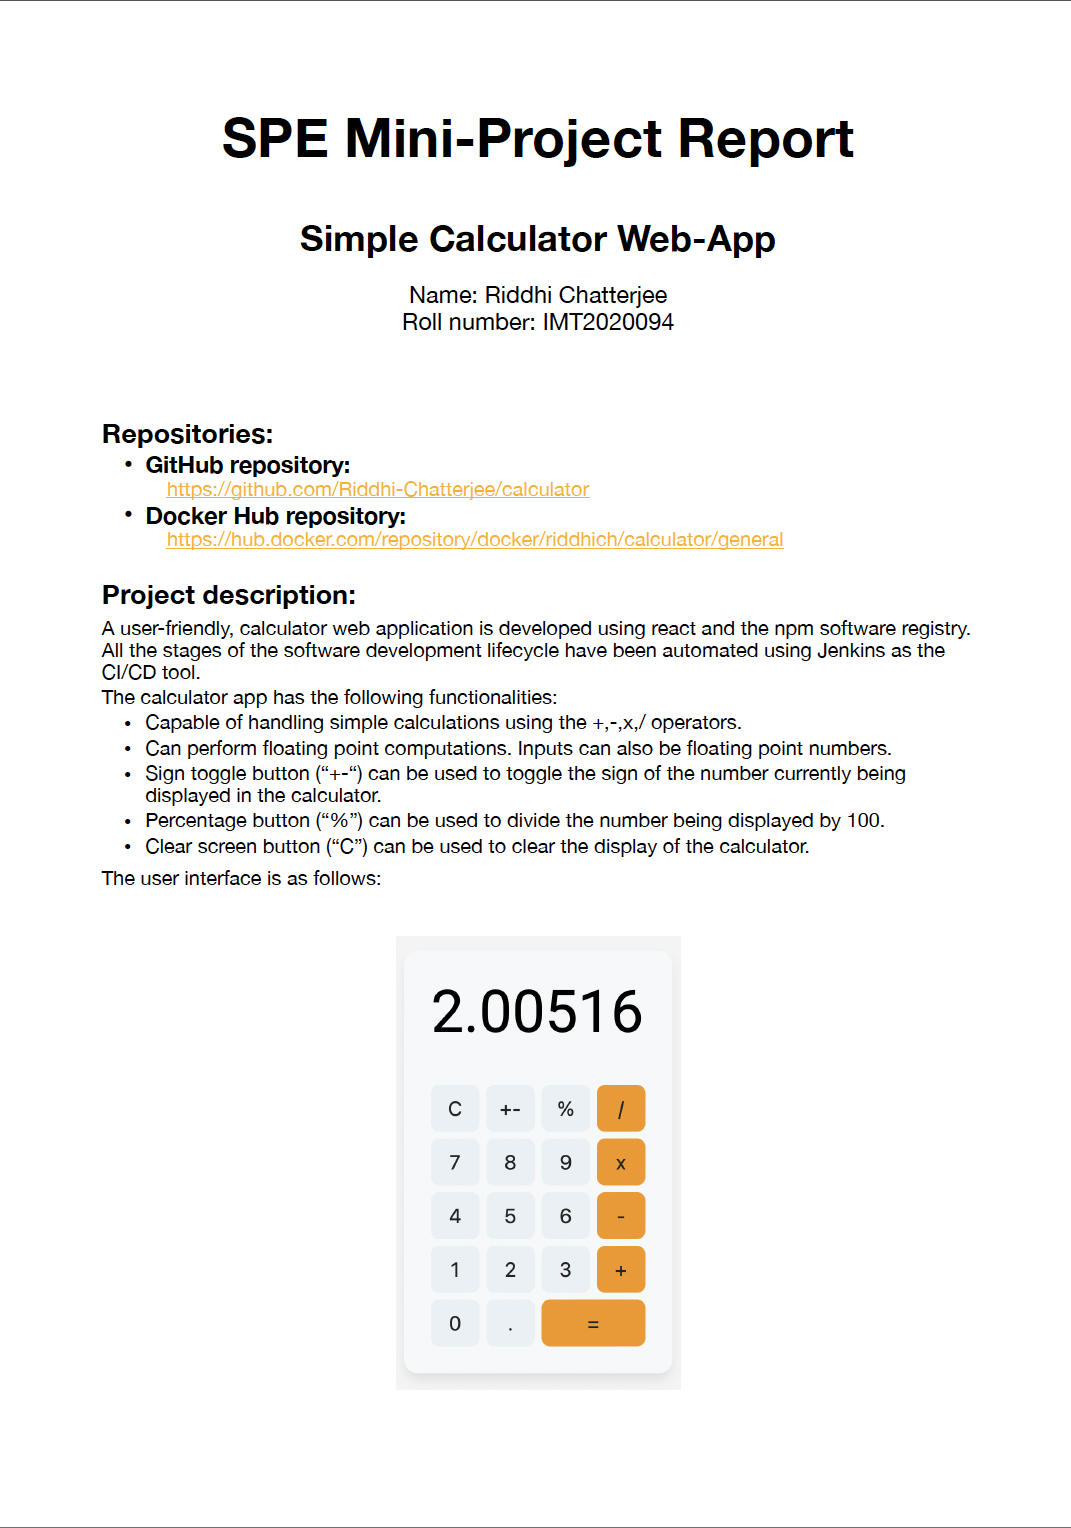 SPE Mini-Project Report
Simple Calculator Web-App
Name: Riddhi Chatterjee
Roll number: IMT2020094
Repositories:
• GitHub repository:
https://github.com/Riddhi-Chatterjee/calculator
• Docker Hub repository:
https://hub.docker.com/repository/docker/riddhich/calculator/general
Project description:
A user-friendly, calculator web application is developed using react and the npm software registry.
All the stages of the software development lifecycle have been automated using Jenkins as the
CI/CD tool.
The calculator app has the following functionalities:
• Capable of handling simple calculations using the +,-,x,/ operators.
• Can perform floating point computations. Inputs can also be floating point numbers.
• Sign toggle button (“+-“) can be used to toggle the sign of the number currently being
displayed in the calculator.
• Percentage button (“%”) can be used to divide the number being displayed by 100.
• Clear screen button (“C”) can be used to clear the display of the calculator.
The user interface is as follows:
2.00516
C +- % /
7 8 9 x
4 5 6 -
1 2 3 +
0 . =